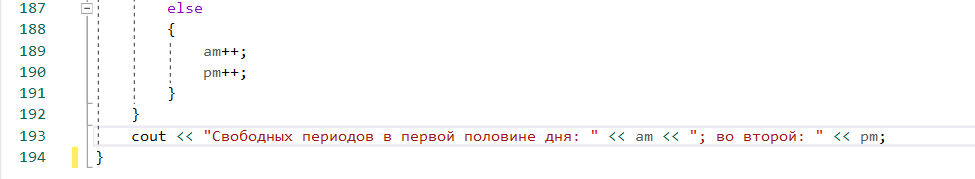 187 else
188 {
189 am++;
190 pm++;
191 }
192 }
193 cout << "Свободных периодов в первой половине дня: " << am << "; во второй: " << pm;
194 }